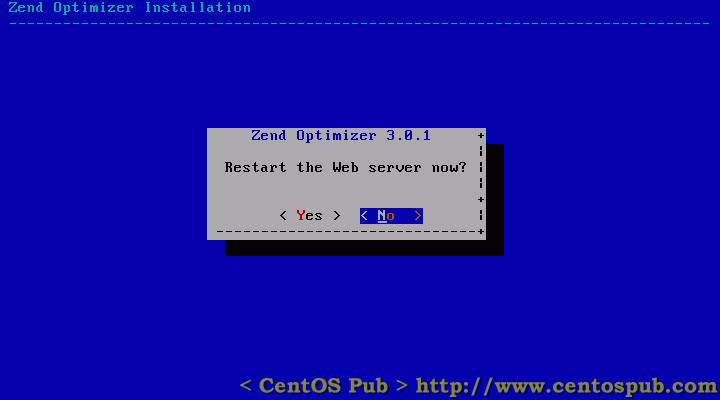 Zend Optimizer Installation
Zend Optimizer 3.0.1
Restart the Web server now?
< Yes > < No >
< CentOS Pub > http://www.centospub.com